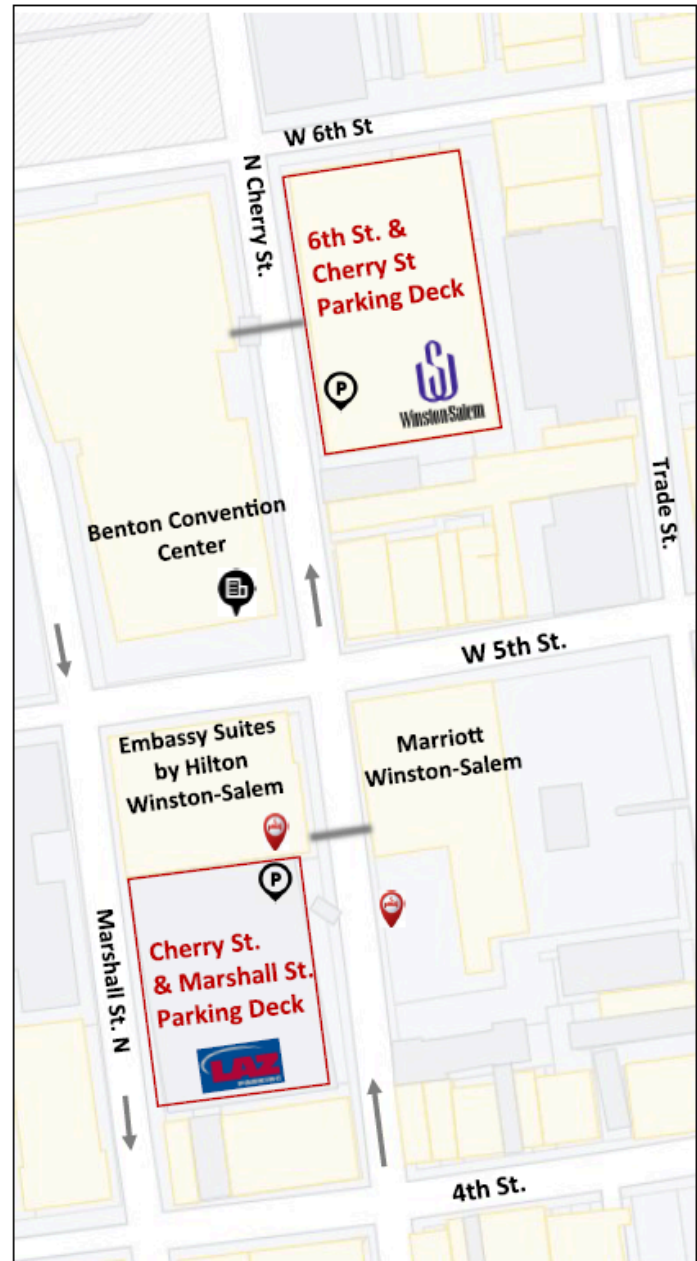 W 6th St
N Cherry St.
6th St. &
Cherry St
Parking Deck
P
Winston-Salem
Trade St.
Benton Convention
Center
W 5th St.
Embassy Suites
by Hilton
Winston-Salem
Marriott
Winston-Salem
P
Marshall St. N
Cherry St.
& Marshall St.
Parking Deck
LAZ
PARKING
4th St.